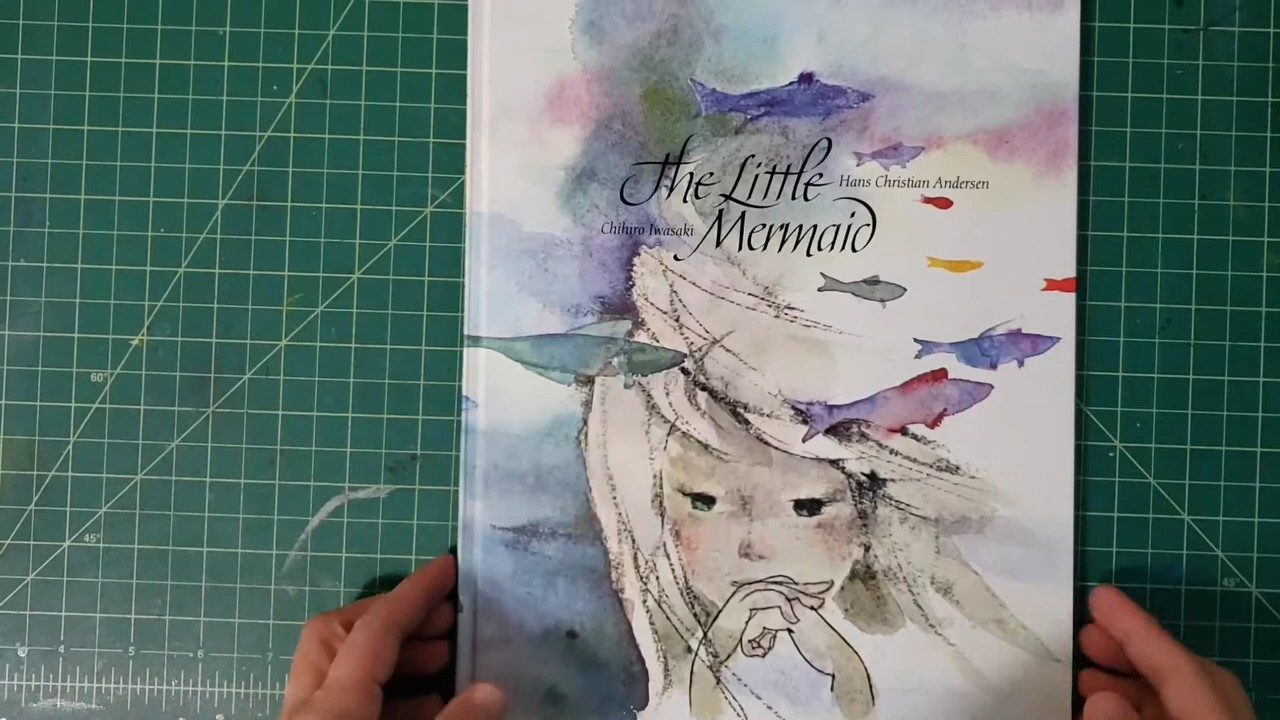 The Little
Hans Christian Andersen
Chihiro Iwasaki
Mermaid
60°
45°
45°
4 5 6 7